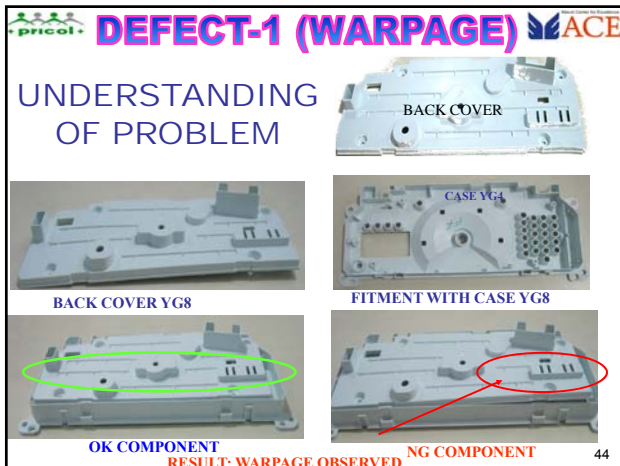 pricol
DEFECT-1 (WARPAGE)
ACE
UNDERSTANDING
OF PROBLEM
BACK COVER
CASE YG4
BACK COVER YG8
FITMENT WITH CASE YG8
OK COMPONENT
NG COMPONENT
RESULT: WARPAGE OBSERVED
44